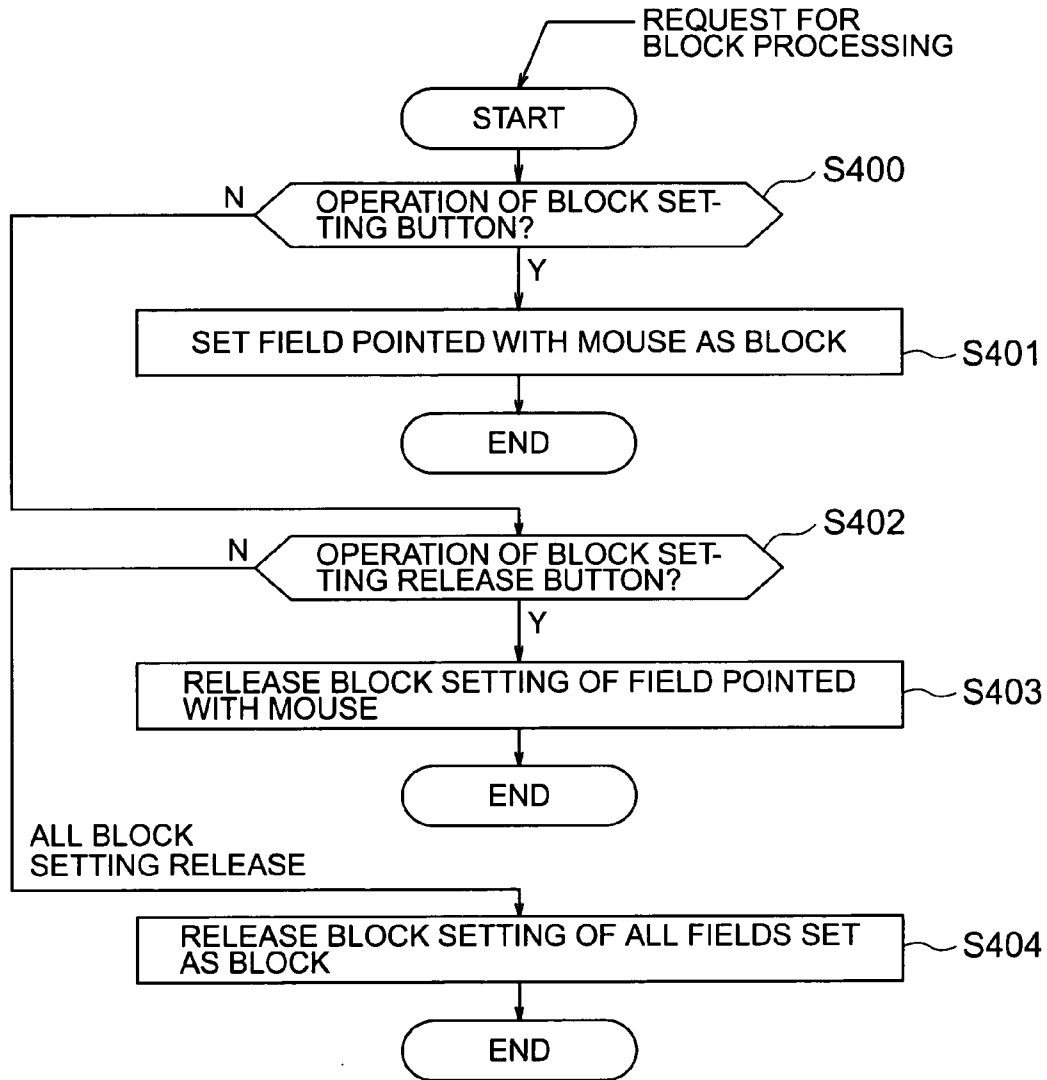 REQUEST FOR
BLOCK PROCESSING
START
S400
N
OPERATION OF BLOCK SET-
TING BUTTON?
Y
SET FIELD POINTED WITH MOUSE AS BLOCK
S401
END
S402
N
OPERATION OF BLOCK SET-
TING RELEASE BUTTON?
Y
RELEASE BLOCK SETTING OF FIELD POINTED
WITH MOUSE
S403
END
ALL BLOCK
SETTING RELEASE
RELEASE BLOCK SETTING OF ALL FIELDS SET
AS BLOCK
S404
END